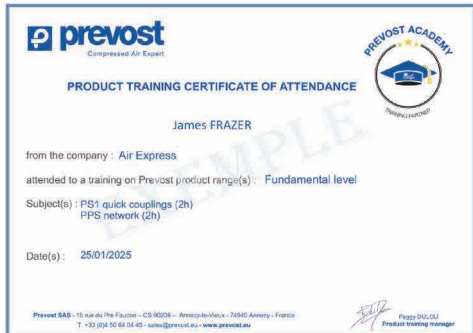 prevost
Compressed Air Expert
PREVOST ACADEMY
TRAINING PARTNER
PRODUCT TRAINING CERTIFICATE OF ATTENDANCE
James FRAZER
EXEMPLE
from the company : Air Express
attended to a training on Prevost product range(s) : Fundamental level
Subject(s) : PS1 quick couplings (2h)
PPS network (2h)
Date(s) : 25/01/2025
Prevost SAS - 15 rue du Pré Faucon - CS 90208 - Annecy-le-Vieux - 74940 Annecy - France
T. +33 (0)4 50 64 04 45 - sales@prevost.eu - www.prevost.eu
Peggy DULOU
Product training manager